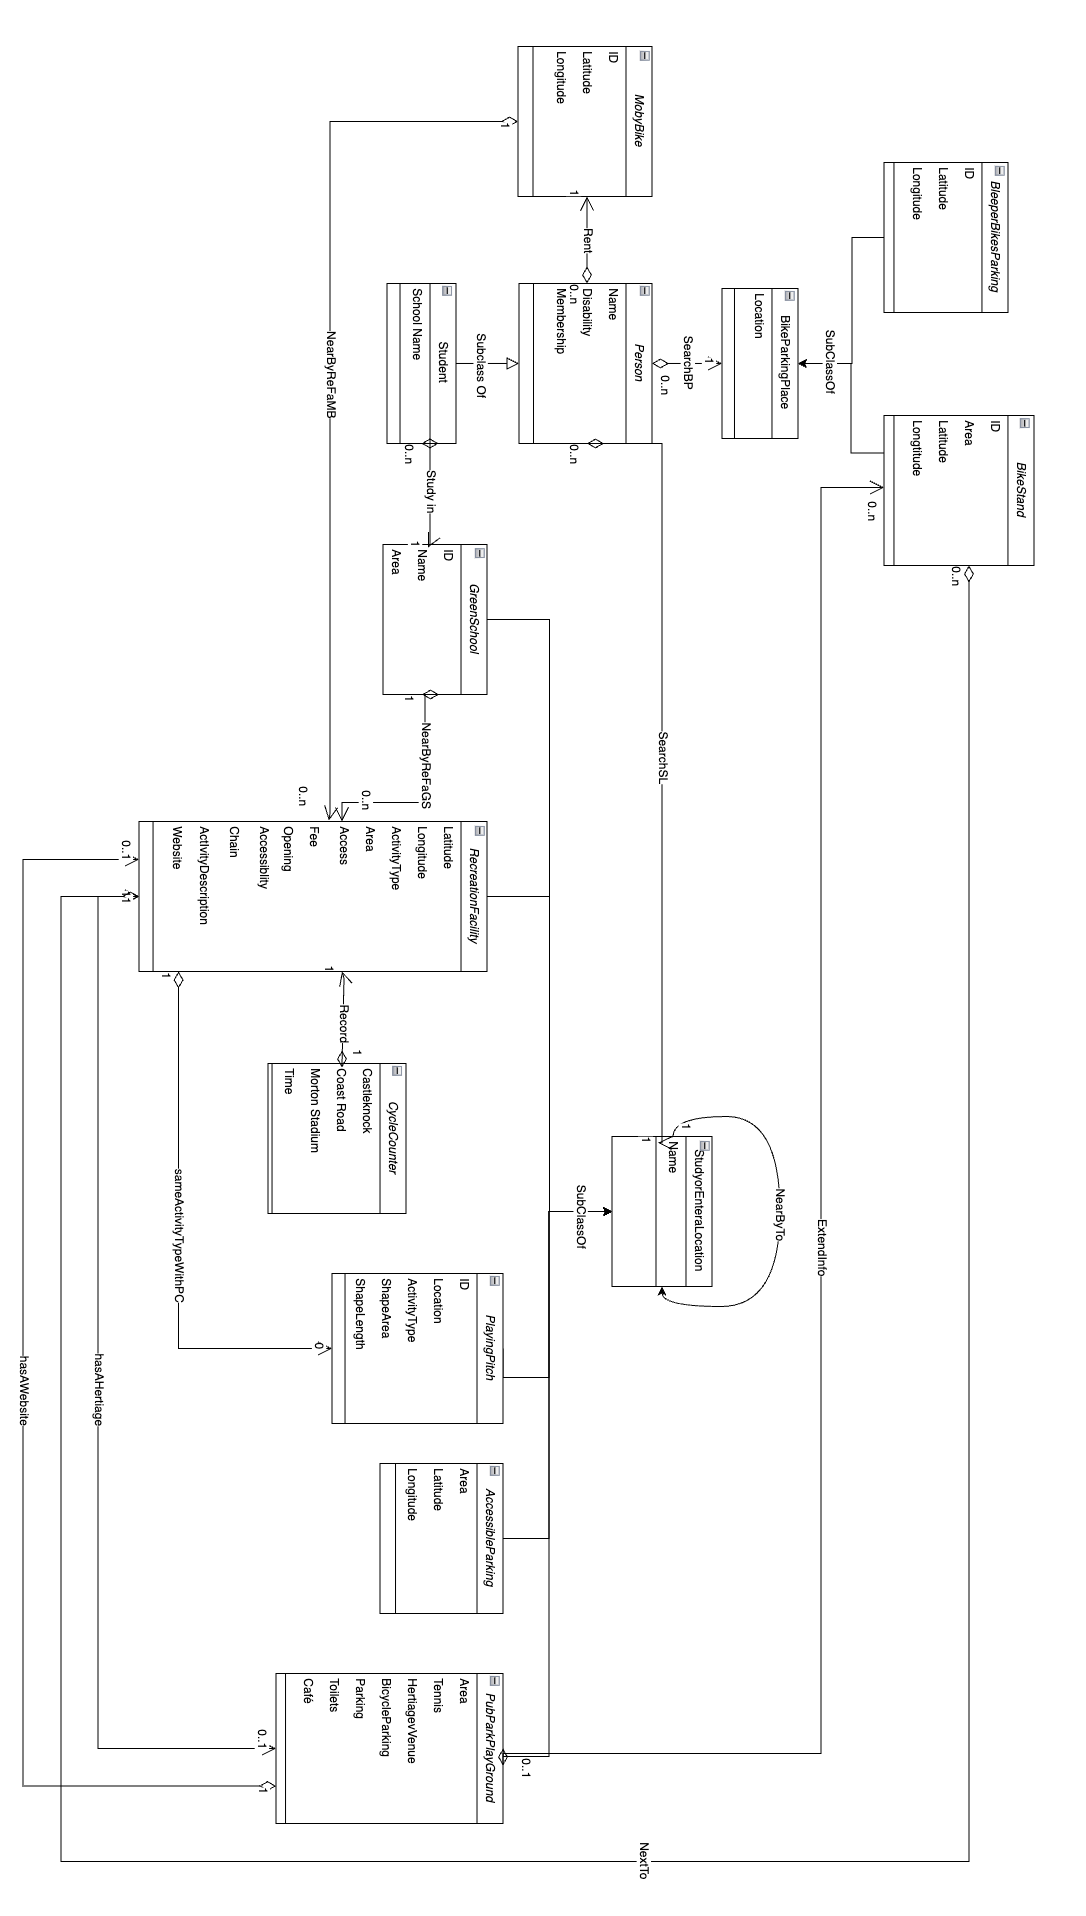 BleeperBikesParking
ID
Latitude
Longitude
BikeStand
ID
Area
Latitude
Longtitude
0..n
0..n
SubClassOf
BikeParkingPlace
Location
1
SearchBP
0..n
MobyBike
ID
Latitude
Longitude
1
1
Rent
Person
Name
Disability
Membership
0..n
0..n
SearchSL
Subclass Of
Student
School Name
0..n
Study in
1
GreenSchool
ID
Name
Area
1
NearByReFaGS
0..n
NearByReFaMB
0..n
StudyorEnteraLocation
Name
1
1
NearByTo
SubClassOf
ExtendInfo
RecreationFacility
Latitude
Longitude
ActivityType
Area
Access
Fee
Opening
Accessiblity
Chain
ActivityDescription
Website
0..1
1
1
1
1
Record
1
CycleCounter
Castleknock
Coast Road
Morton Stadium
Time
sameActivityTypeWithPC
0
PlayingPitch
ID
Location
ActivityType
ShapeArea
ShapeLength
AccessibleParking
Area
Latitude
Longitude
PubParkPlayGround
Area
Tennis
HertiagevVenue
BicycleParking
Parking
Toilets
Café
0..1
0..1
1
hasAHertiage
hasAWebsite
NextTo